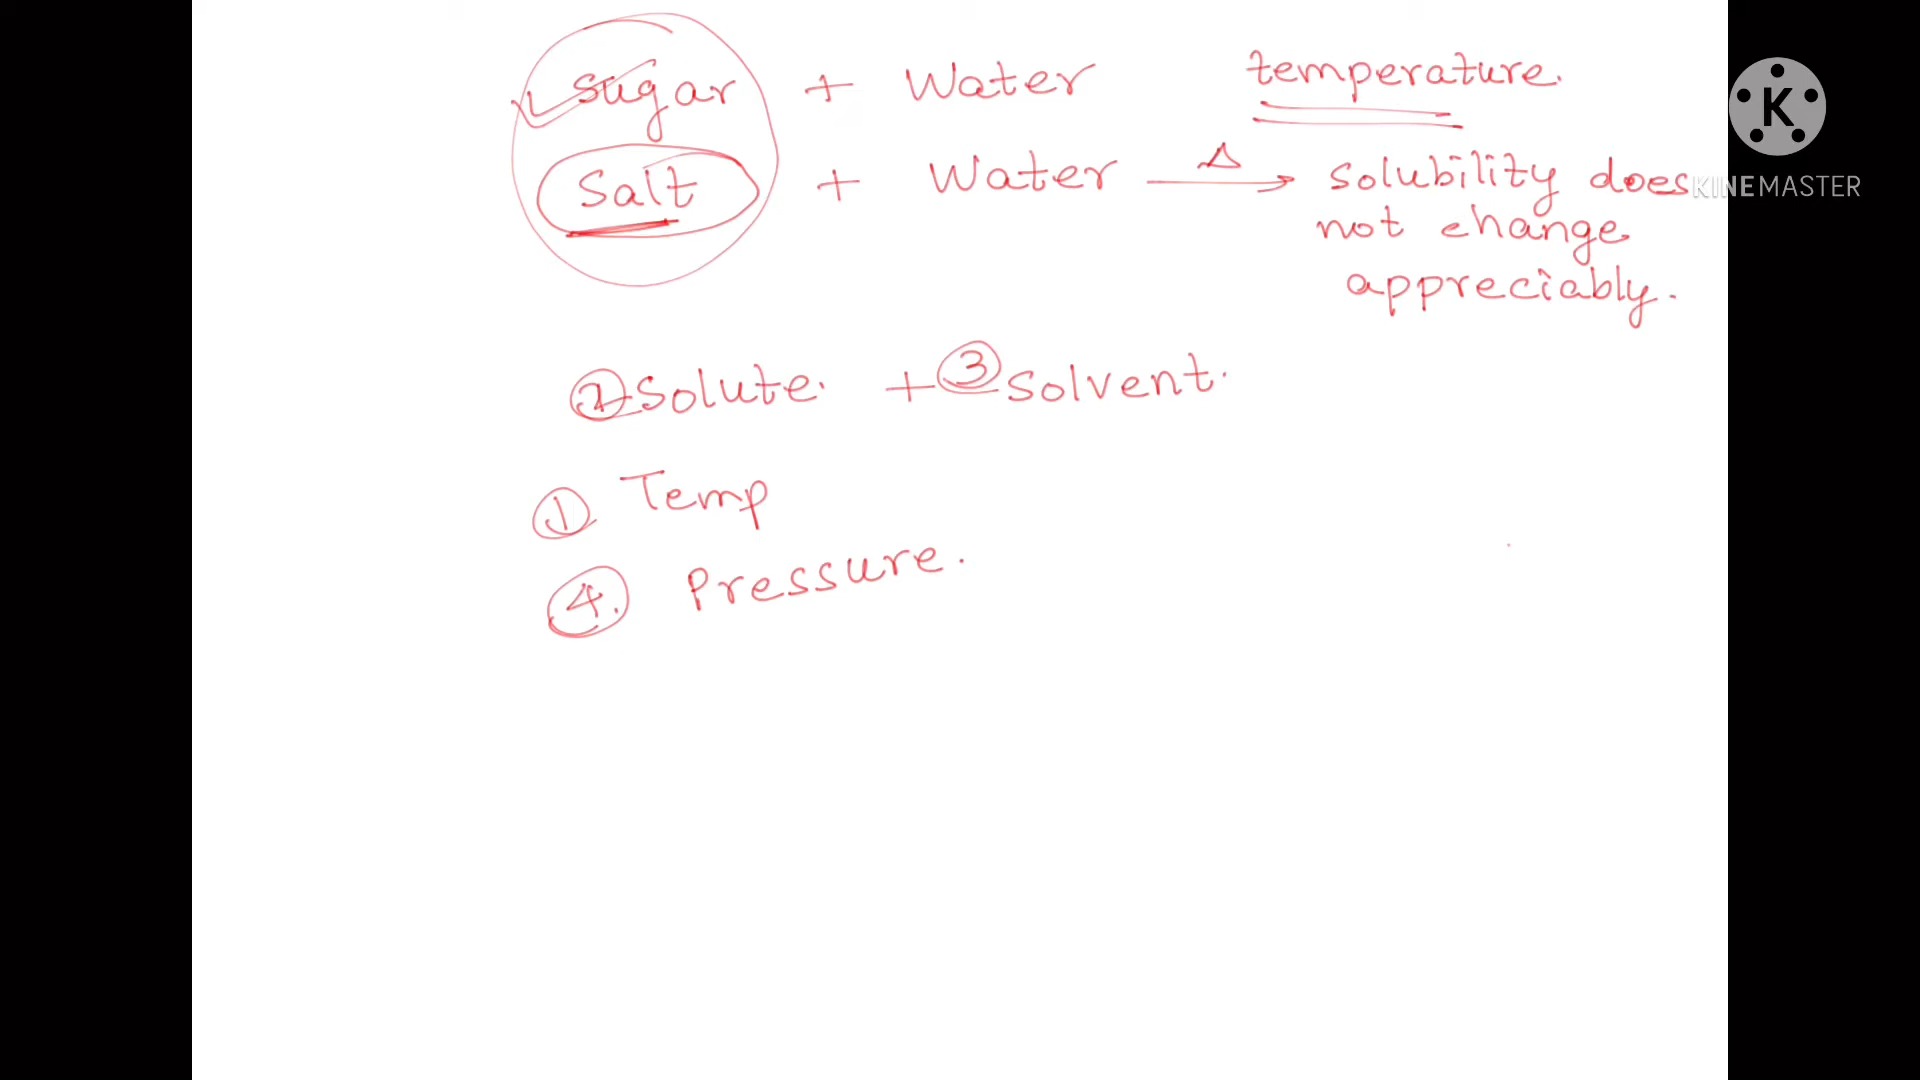 Sugar + Water temperature.
Salt + Water Δ→ solubility does
not change
appreciably.
② Solute. + ③ Solvent.
① Temp
④. Pressure.
K
KINEMASTER